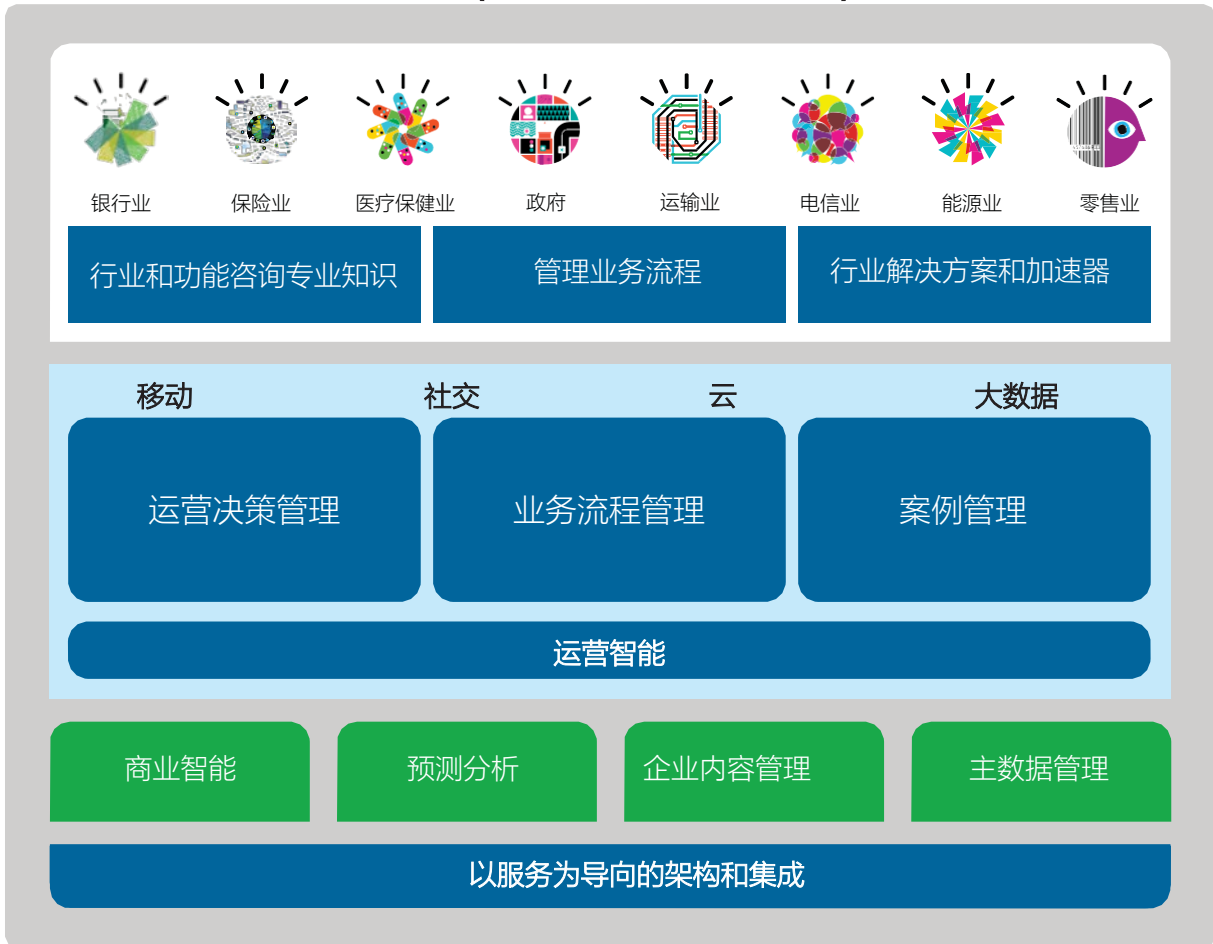 银行业
保险业
医疗保健业
政府
运输业
电信业
能源业
零售业
行业和功能咨询专业知识
管理业务流程
行业解决方案和加速器
移动
社交
云
大数据
运营决策管理
业务流程管理
案例管理
运营智能
商业智能
预测分析
企业内容管理
主数据管理
以服务为导向的架构和集成